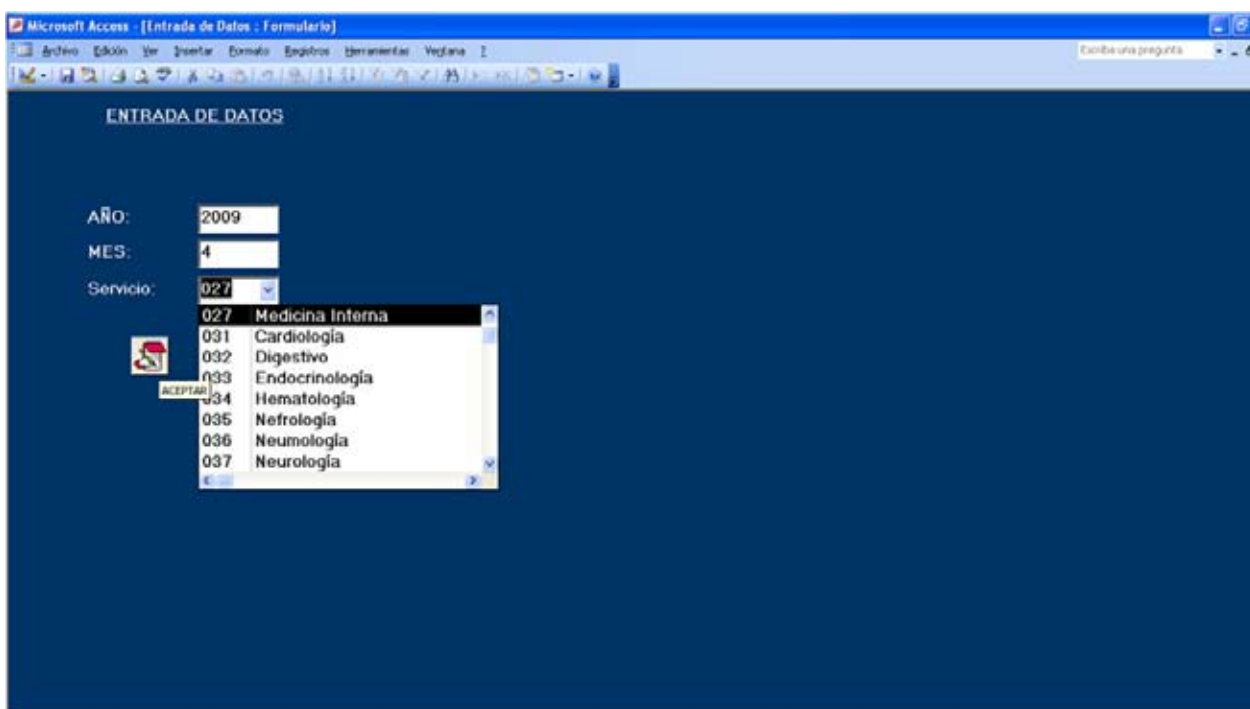 Microsoft Access - [Entrada de Datos : Formulario]
Archivo Edición Ver Insertar Formato Registros Herramientas Ventana ?
Escriba una pregunta
ENTRADA DE DATOS
AÑO: 2009
MES: 4
Servicio: 027
027 Medicina Interna
031 Cardiología
032 Digestivo
033 Endocrinología
ACEPTAR
034 Hematología
035 Nefrología
036 Neumología
037 Neurología